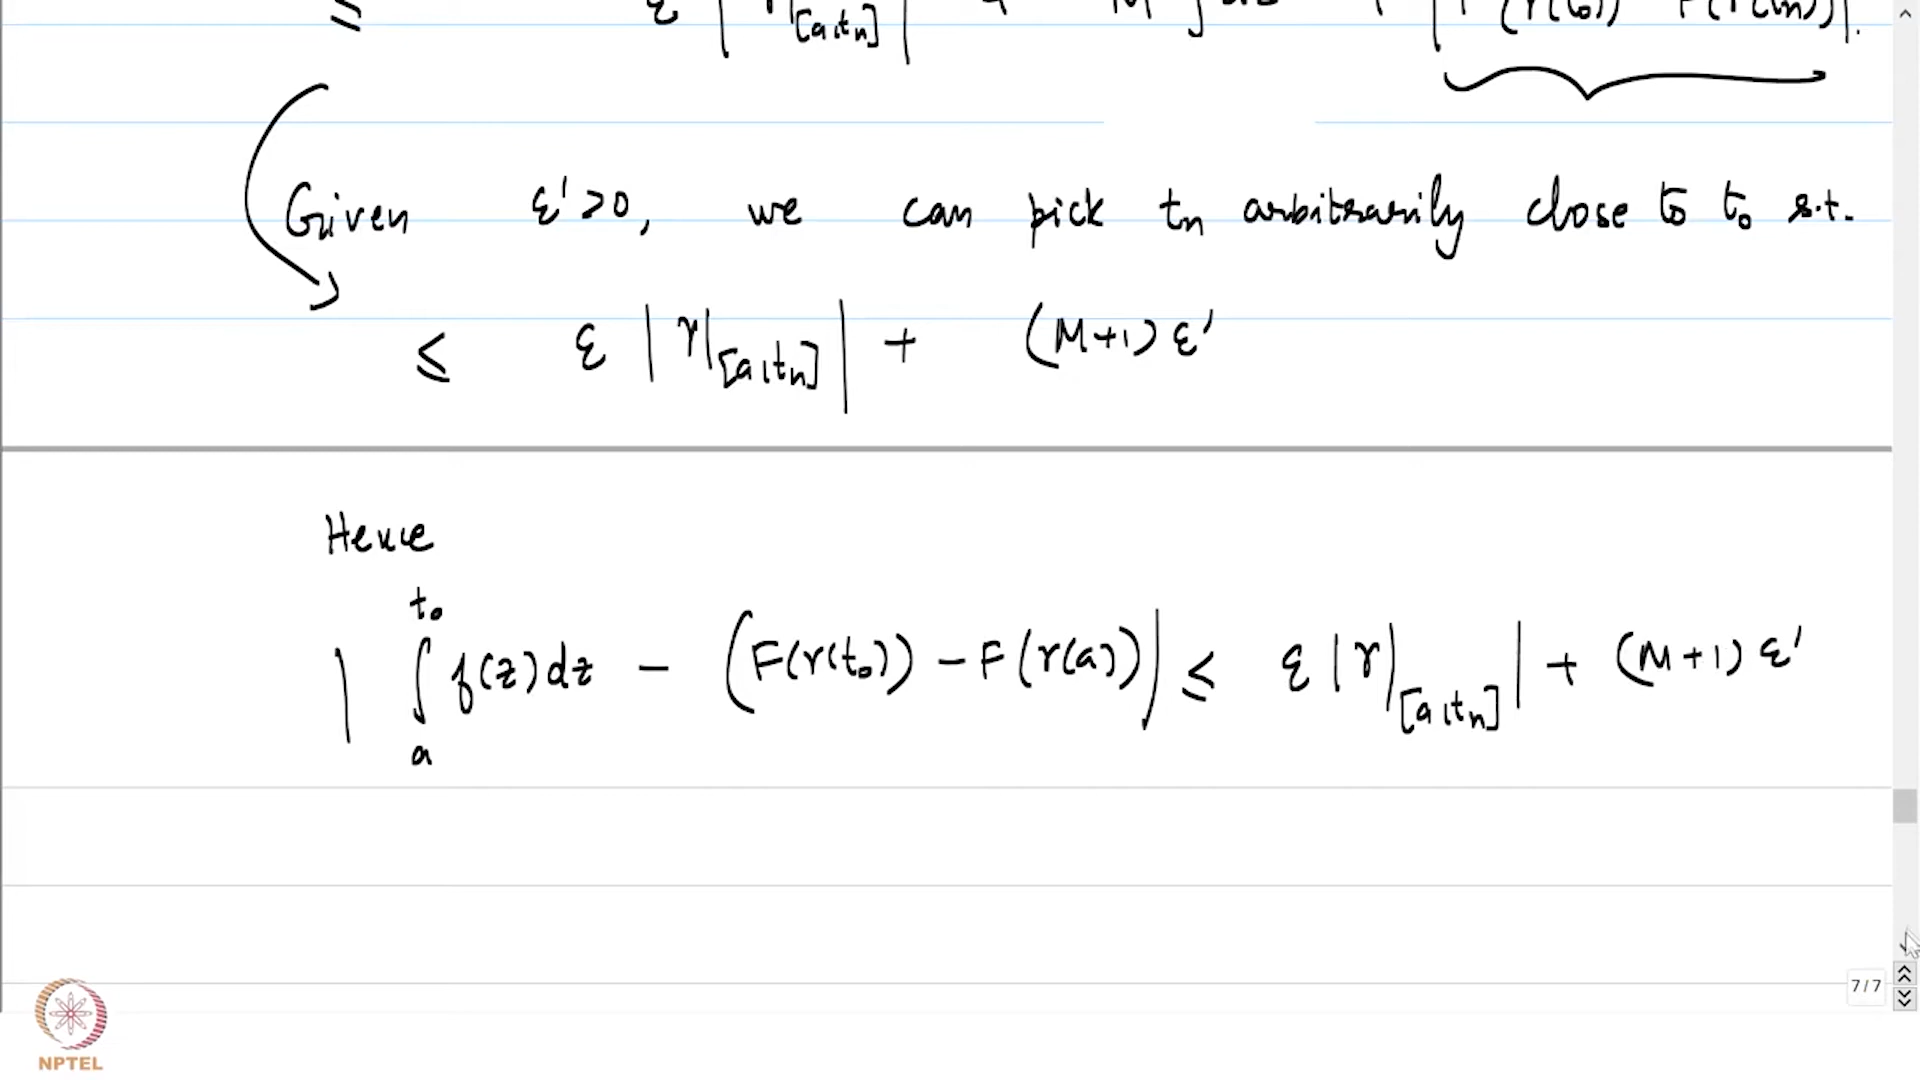 ≤ ε |γ|[a,tn]| + M
Given ε' > 0, we can pick tn arbitrarily close to t₀ s.t.
≤ ε |γ|[a,tn]| + (M+1) ε'
Hence
| ∫ₐ^t₀ f(z)dz - (F(γ(t₀)) - F(γ(a))| ≤ ε |γ|[a,tn]| + (M+1) ε'
7/7
NPTEL